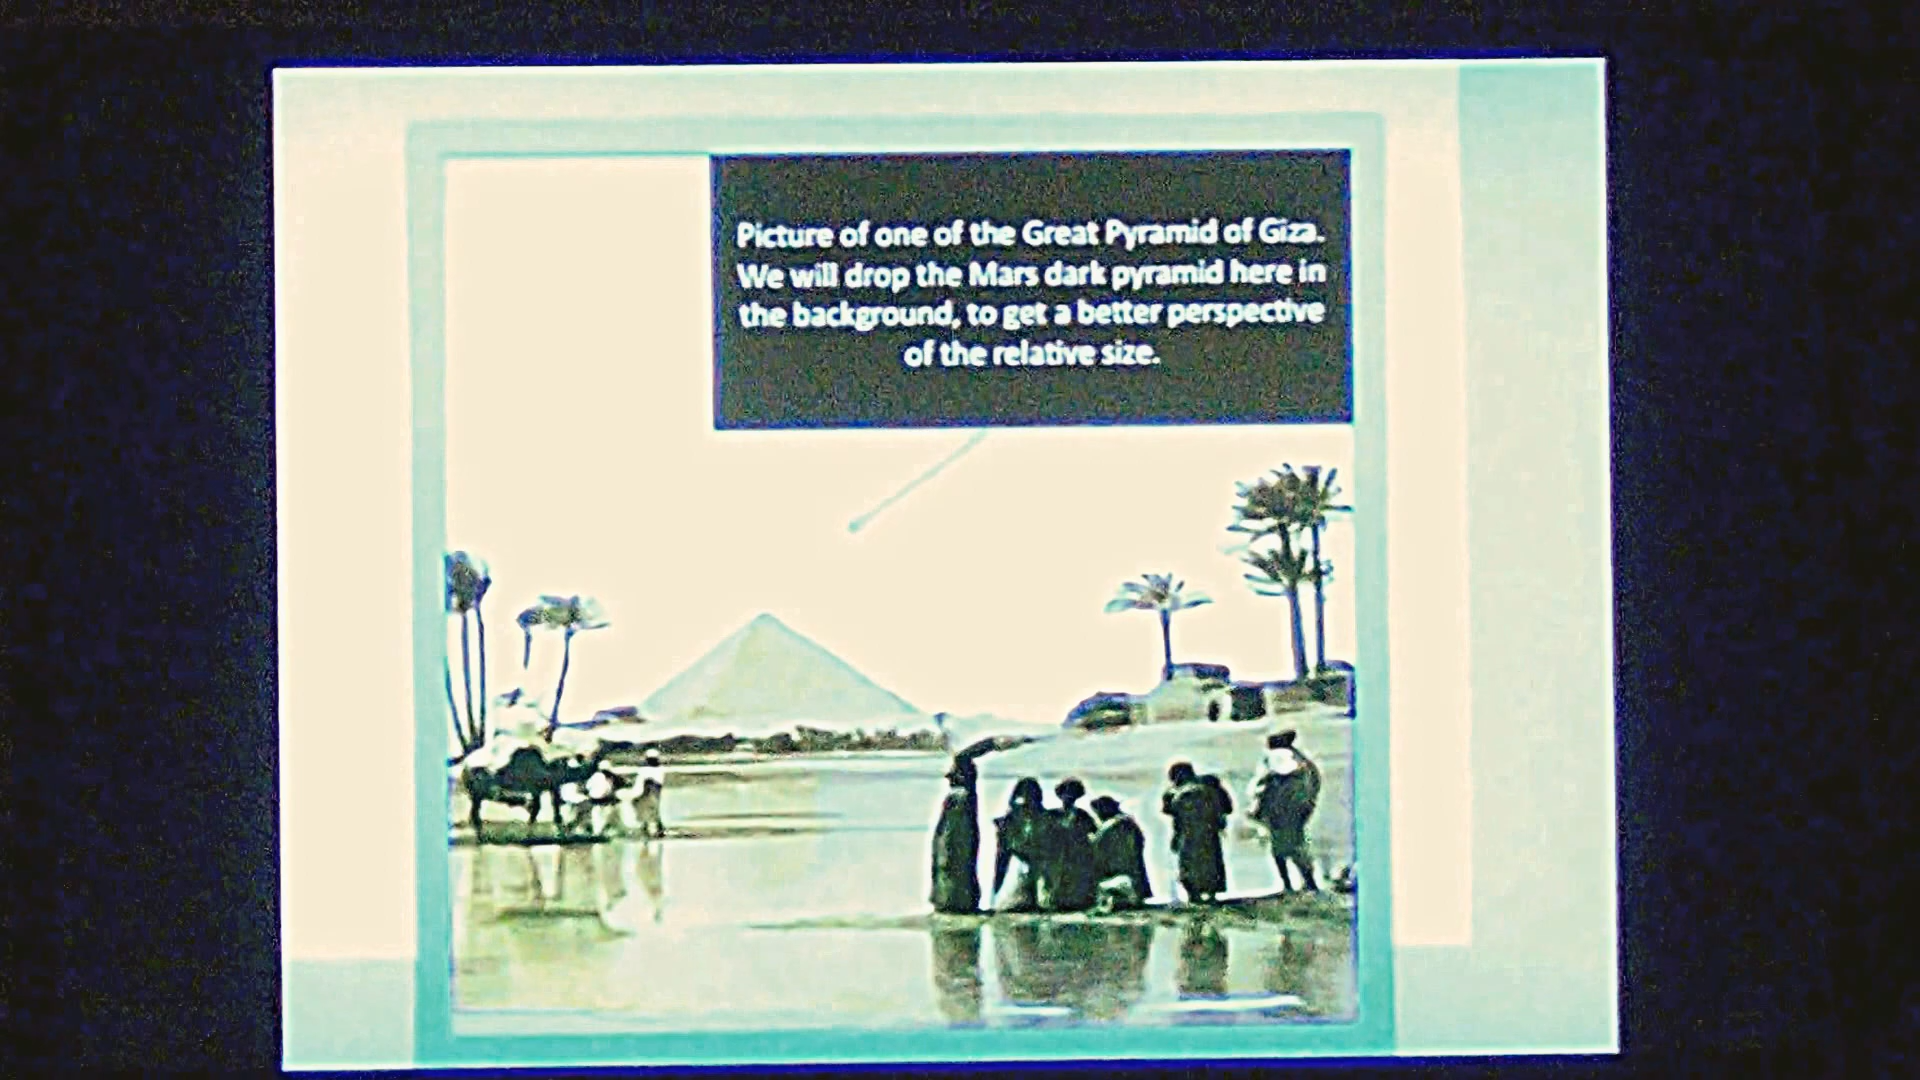 Picture of one of the Great Pyramid of Giza.
We will drop the Mars dark pyramid here in
the background, to get a better perspective
of the relative size.